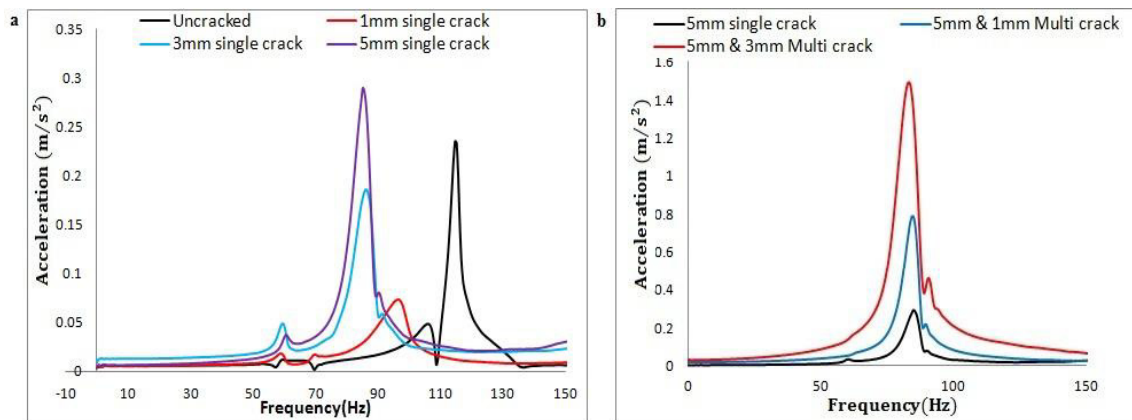 a
Uncracked 1mm single crack
3mm single crack 5mm single crack
0.35
0.3
0.25
0.2
0.15
0.1
0.05
0
Acceleration (m/s²)
-10 10 30 50 70 90 110 130 150
Frequency(Hz)
b
5mm single crack 5mm & 1mm Multi crack
5mm & 3mm Multi crack
1.6
1.4
1.2
1
0.8
0.6
0.4
0.2
0
Acceleration (m/s²)
0 50 100 150
Frequency(Hz)